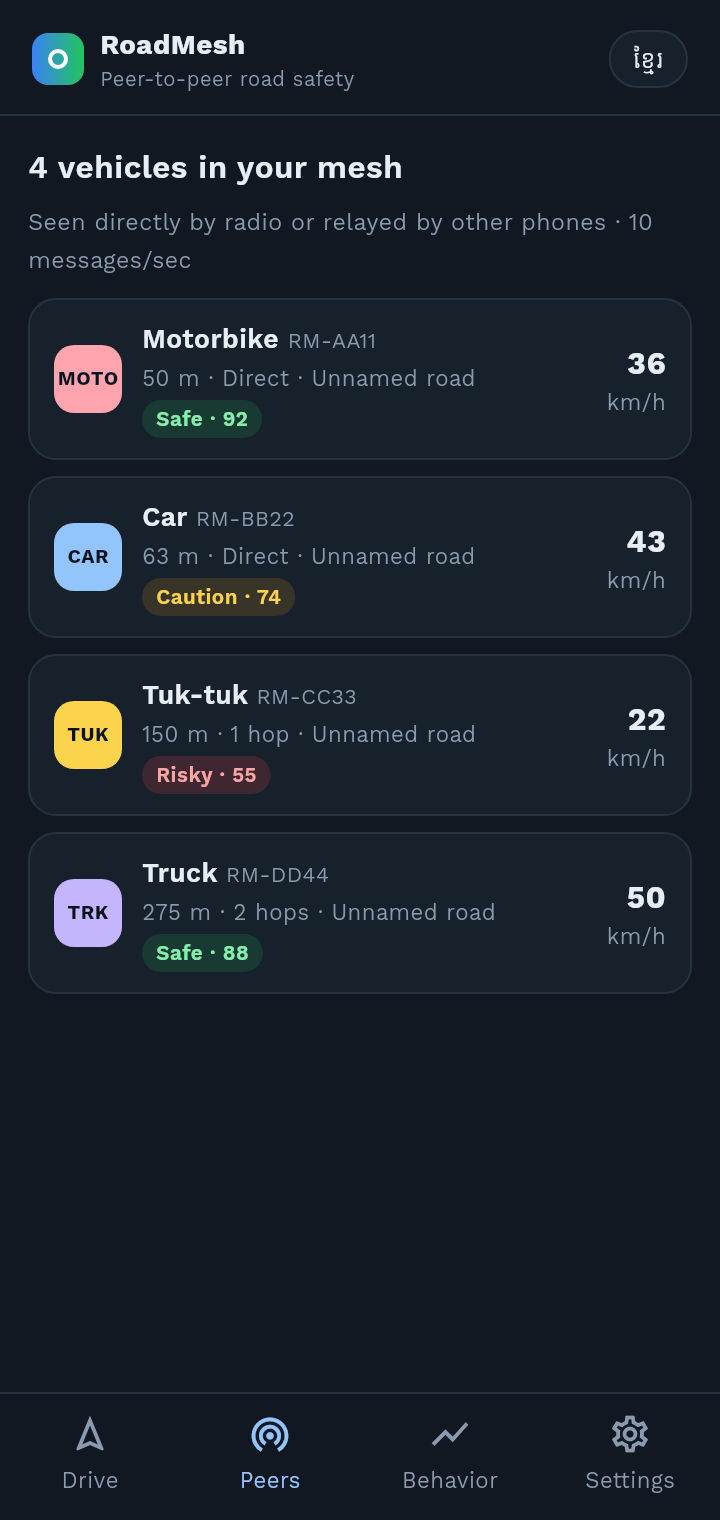 RoadMesh
Peer-to-peer road safety
ខ្មែរ
4 vehicles in your mesh
Seen directly by radio or relayed by other phones · 10
messages/sec
MOTO
Motorbike RM-AA11
50 m · Direct · Unnamed road
Safe · 92
36
km/h
CAR
Car RM-BB22
63 m · Direct · Unnamed road
Caution · 74
43
km/h
TUK
Tuk-tuk RM-CC33
150 m · 1 hop · Unnamed road
Risky · 55
22
km/h
TRK
Truck RM-DD44
275 m · 2 hops · Unnamed road
Safe · 88
50
km/h
Drive
Peers
Behavior
Settings